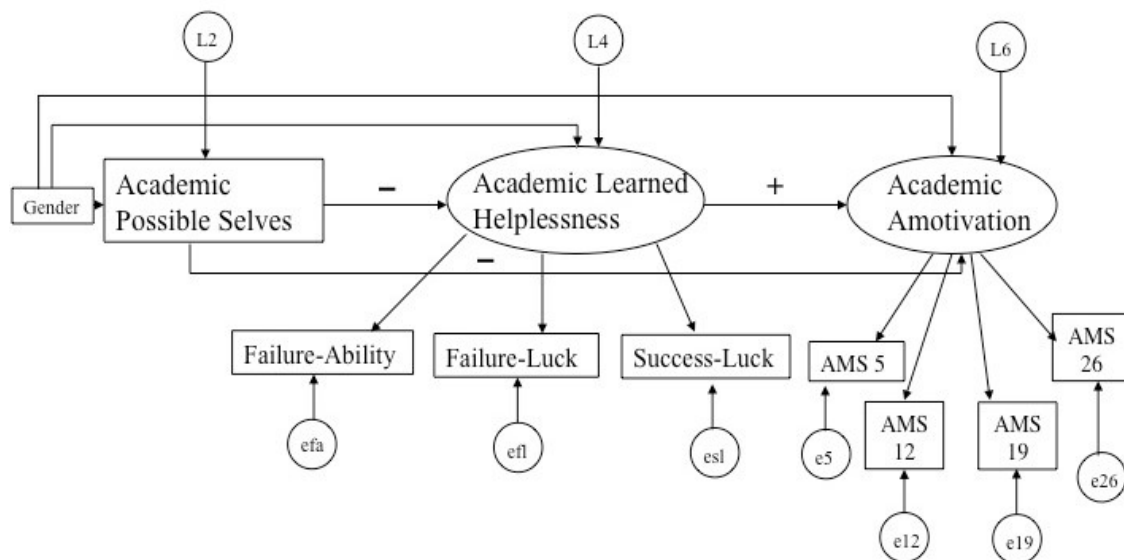 L2
L4
L6
Gender
Academic
Possible Selves
–
Academic Learned
Helplessness
+
Academic
Amotivation
–
Failure-Ability
Failure-Luck
Success-Luck
AMS 5
AMS
12
AMS
19
AMS
26
efa
efl
esl
e5
e12
e19
e26